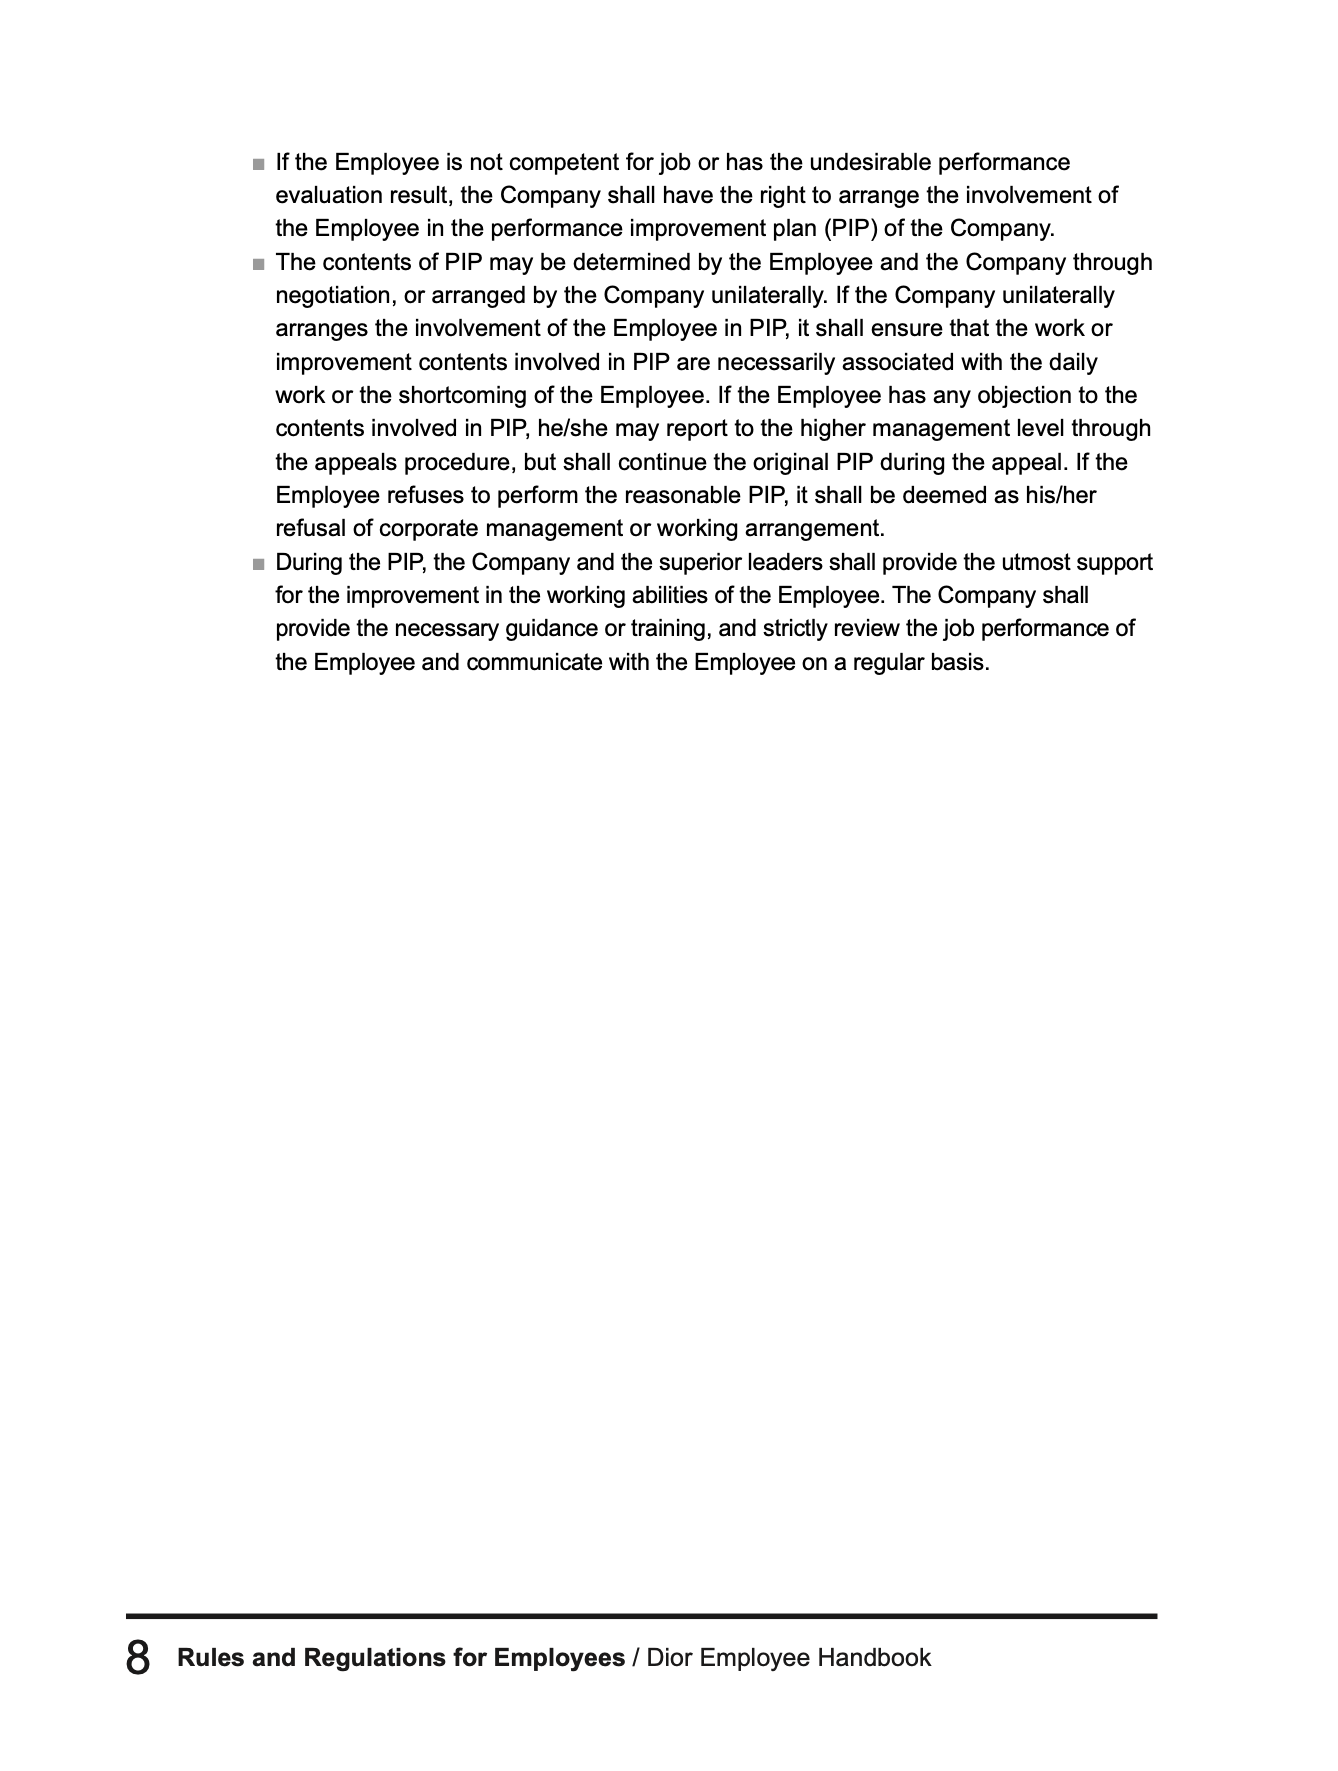 ■ If the Employee is not competent for job or has the undesirable performance
evaluation result, the Company shall have the right to arrange the involvement of
the Employee in the performance improvement plan (PIP) of the Company.
■ The contents of PIP may be determined by the Employee and the Company through
negotiation, or arranged by the Company unilaterally. If the Company unilaterally
arranges the involvement of the Employee in PIP, it shall ensure that the work or
improvement contents involved in PIP are necessarily associated with the daily
work or the shortcoming of the Employee. If the Employee has any objection to the
contents involved in PIP, he/she may report to the higher management level through
the appeals procedure, but shall continue the original PIP during the appeal. If the
Employee refuses to perform the reasonable PIP, it shall be deemed as his/her
refusal of corporate management or working arrangement.
■ During the PIP, the Company and the superior leaders shall provide the utmost support
for the improvement in the working abilities of the Employee. The Company shall
provide the necessary guidance or training, and strictly review the job performance of
the Employee and communicate with the Employee on a regular basis.
8 Rules and Regulations for Employees / Dior Employee Handbook